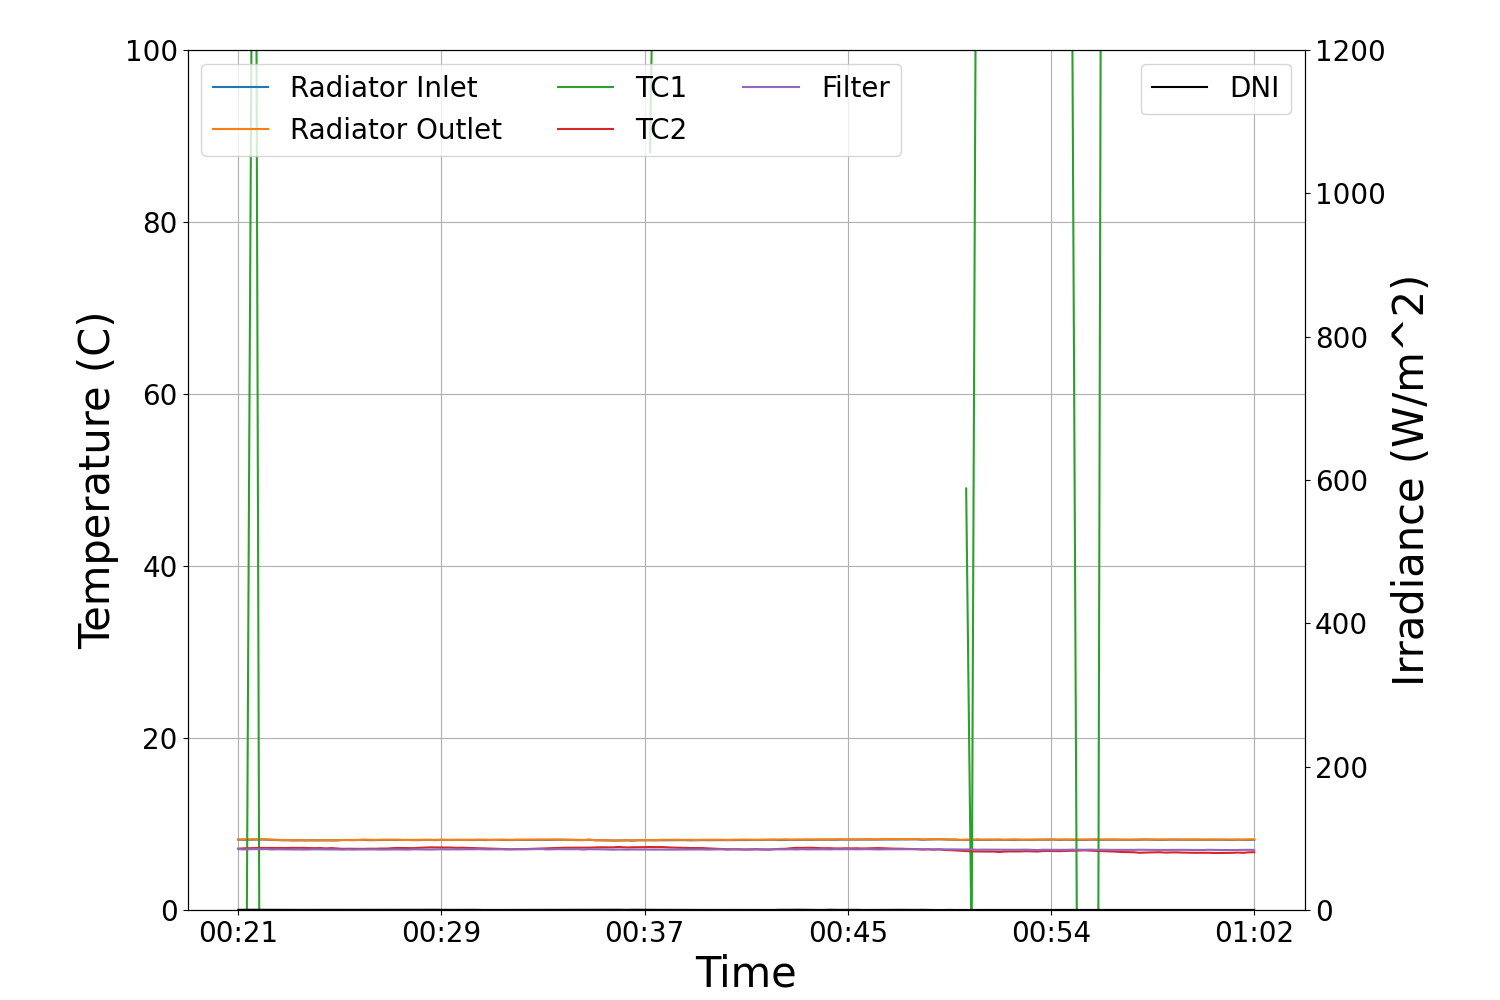 100
80
60
40
20
0
Temperature (C)
Radiator Inlet
Radiator Outlet
TC1
TC2
Filter
DNI
1200
1000
800
600
400
200
0
Irradiance (W/m^2)
00:21 00:29 00:37 00:45 00:54 01:02
Time